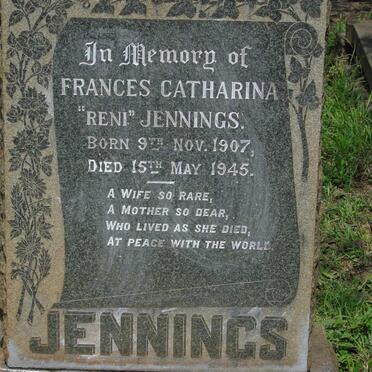 In Memory of
FRANCES CATHARINA
"RENI" JENNINGS.
BORN 9TH NOV. 1907,
DIED 15TH MAY 1945.
A WIFE SO RARE,
A MOTHER SO DEAR,
WHO LIVED AS SHE DIED,
AT PEACE WITH THE WORLD.
JENNINGS